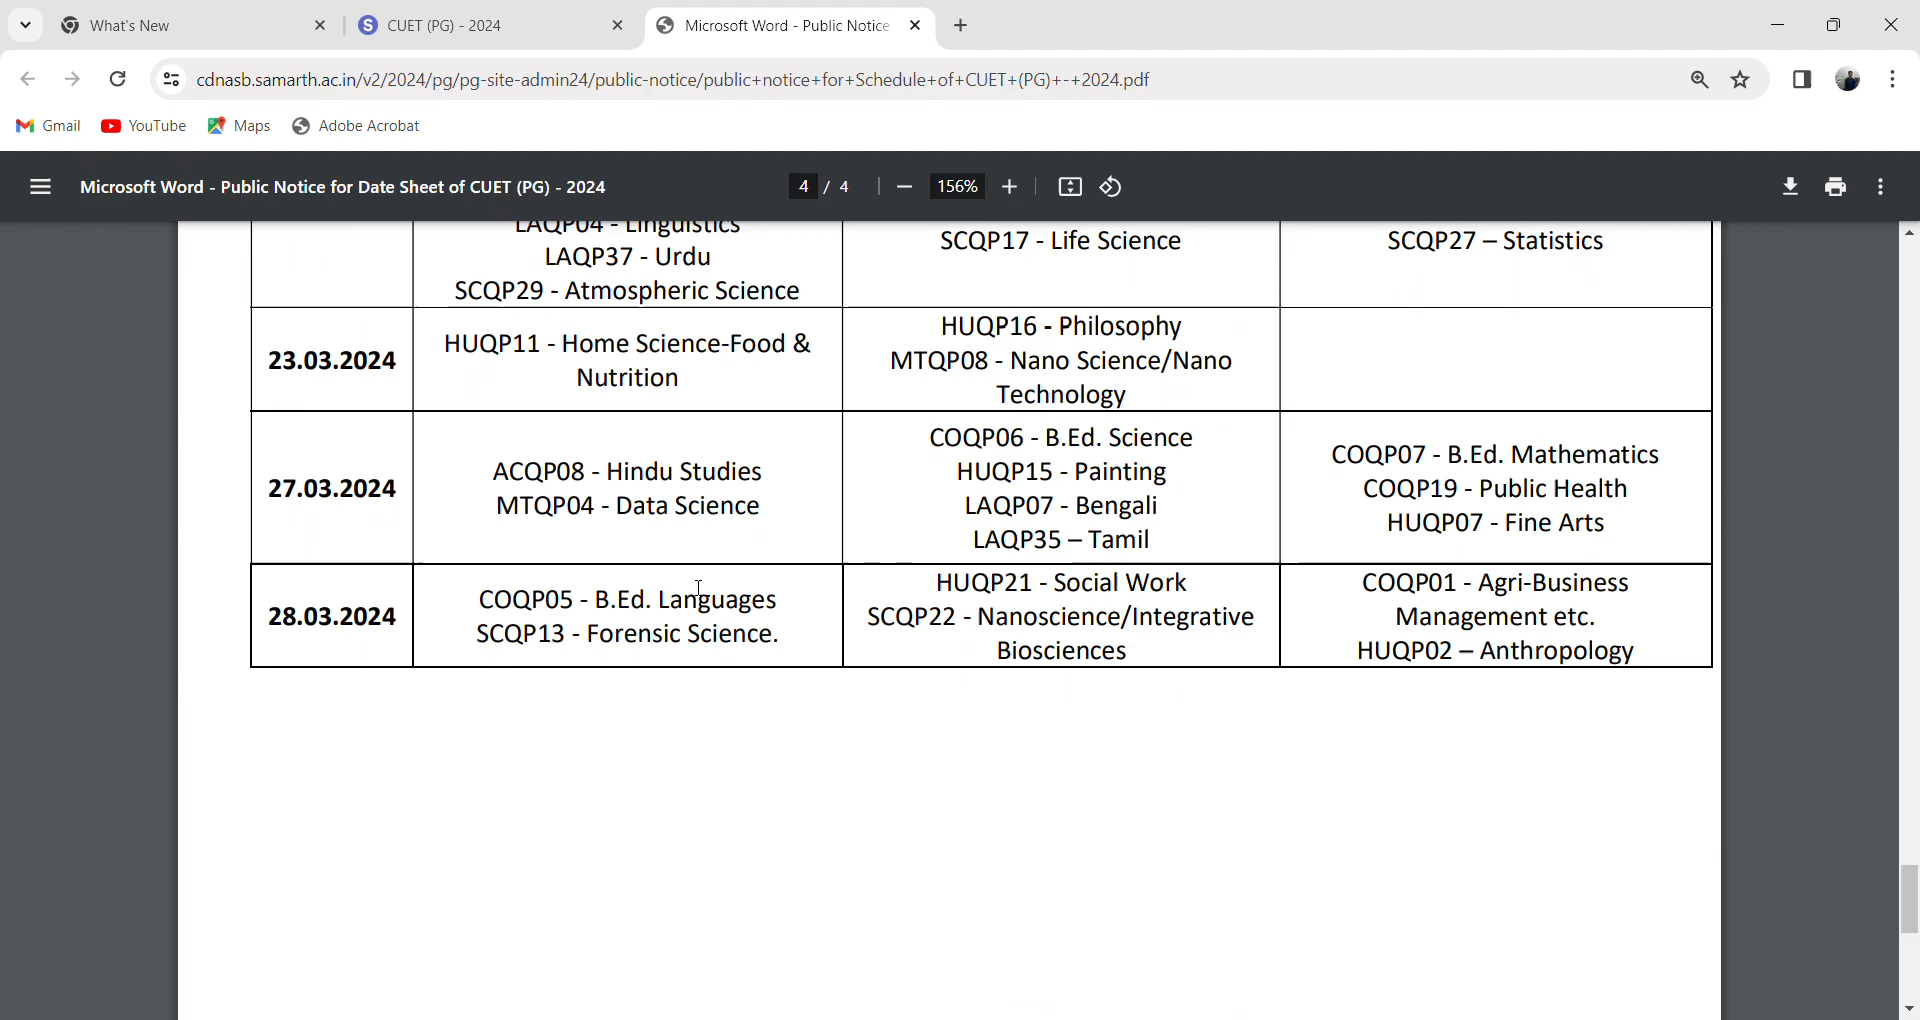 What's New
CUET (PG) - 2024
Microsoft Word - Public Notice
cdnasb.samarth.ac.in/v2/2024/pg/pg-site-admin24/public-notice/public+notice+for+Schedule+of+CUET+(PG)+-+2024.pdf
Gmail
YouTube
Maps
Adobe Acrobat
Microsoft Word - Public Notice for Date Sheet of CUET (PG) - 2024
4 / 4
156%
LAQP04 - Linguistics
LAQP37 - Urdu
SCQP29 - Atmospheric Science
SCQP17 - Life Science
SCQP27 – Statistics
23.03.2024
HUQP11 - Home Science-Food &
Nutrition
HUQP16 - Philosophy
MTQP08 - Nano Science/Nano
Technology
27.03.2024
ACQP08 - Hindu Studies
MTQP04 - Data Science
COQP06 - B.Ed. Science
HUQP15 - Painting
LAQP07 - Bengali
LAQP35 – Tamil
COQP07 - B.Ed. Mathematics
COQP19 - Public Health
HUQP07 - Fine Arts
28.03.2024
COQP05 - B.Ed. Languages
SCQP13 - Forensic Science.
HUQP21 - Social Work
SCQP22 - Nanoscience/Integrative
Biosciences
COQP01 - Agri-Business
Management etc.
HUQP02 – Anthropology